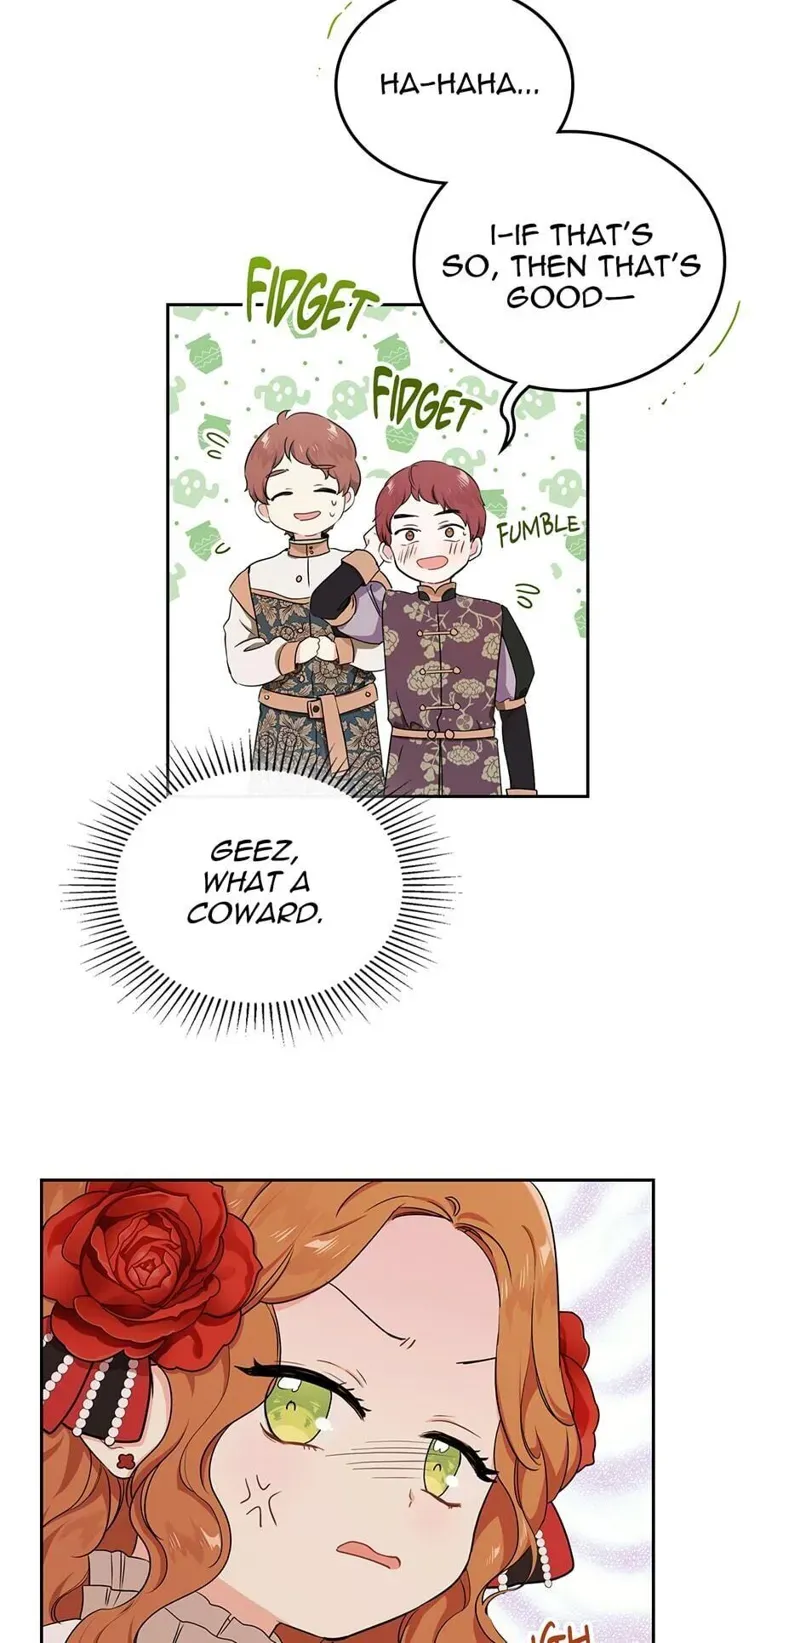 HA-HAHA...
I-IF THAT'S
SO, THEN THAT'S
GOOD—
FIDGET
FIDGET
FUMBLE
GEEZ,
WHAT A
COWARD.